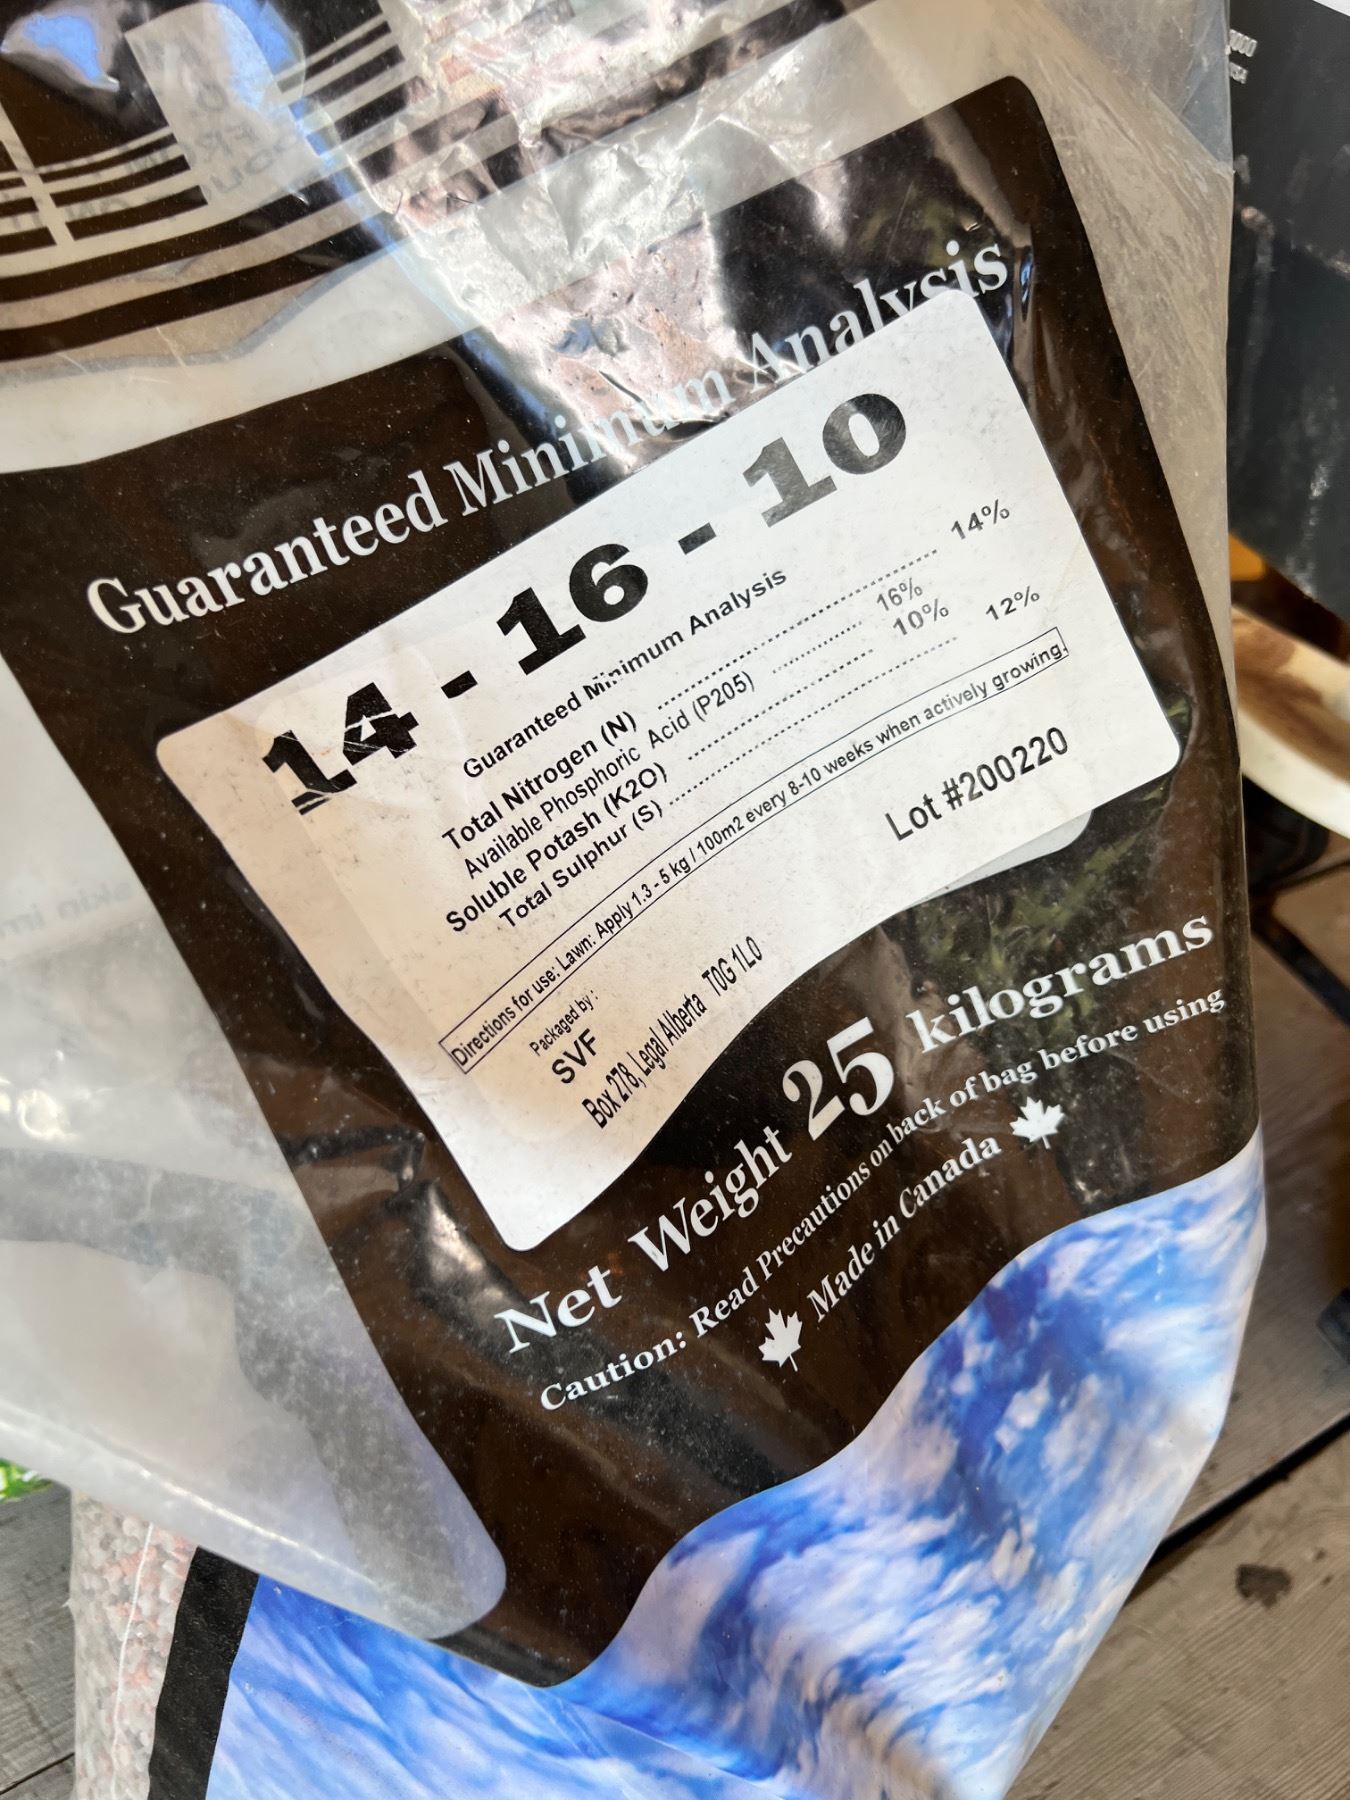 Guaranteed Minimum Analysis
14 - 16 - 10
Guaranteed Minimum Analysis
Total Nitrogen (N) 14%
Available Phosphoric Acid (P205) 16%
Soluble Potash (K2O) 10%
Total Sulphur (S) 12%
Directions for use: Lawn: Apply 1.3 - 5 kg / 100m2 every 8-10 weeks when actively growing.
Packaged by :
SVF
Box 278, Legal Alberta T0G 1L0
Lot #200220
Net Weight 25 kilograms
Caution: Read Precautions on back of bag before using
Made in Canada